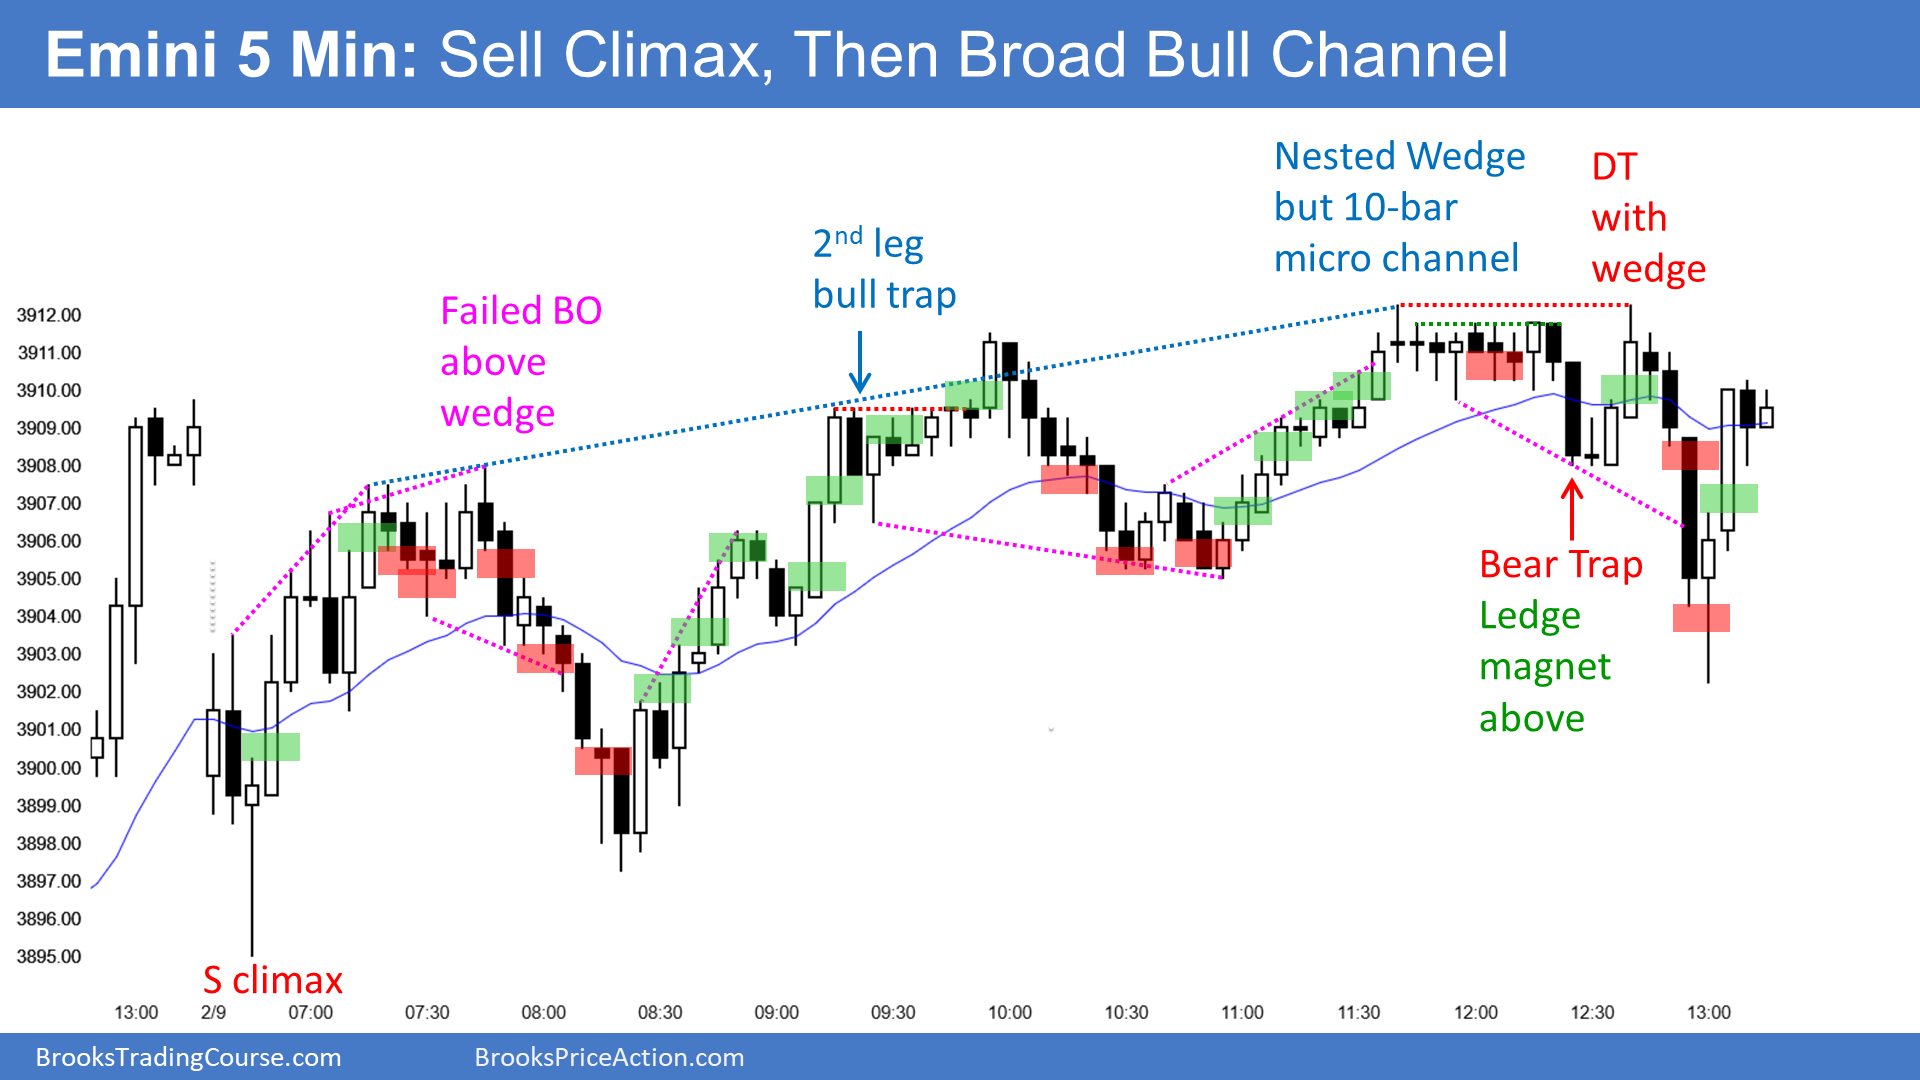 Emini 5 Min: Sell Climax, Then Broad Bull Channel
Nested Wedge
but 10-bar
micro channel
DT
with
wedge
2nd leg
bull trap
Failed BO
above
wedge
3912.00
3911.00
3910.00
3909.00
3908.00
3907.00
3906.00
3905.00
3904.00
3903.00
3902.00
3901.00
3900.00
3899.00
3898.00
3897.00
3896.00
3895.00
Bear Trap
Ledge
magnet
above
S climax
13:00 2/9 07:00 07:30 08:00 08:30 09:00 09:30 10:00 10:30 11:00 11:30 12:00 12:30 13:00
BrooksTradingCourse.com BrooksPriceAction.com